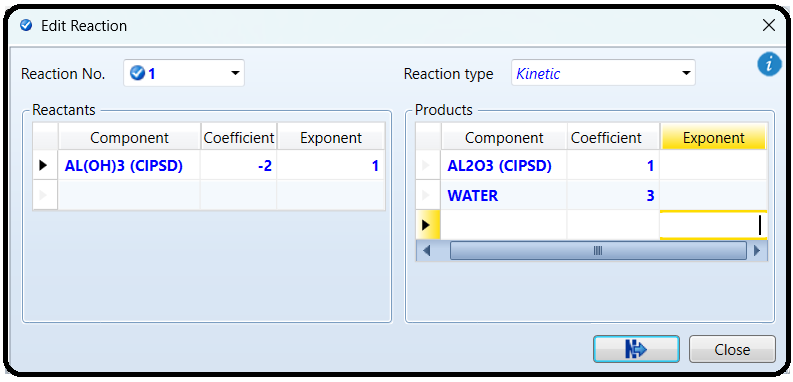 Edit Reaction
Reaction No. 1 Reaction type Kinetic
Reactants Products
Component Coefficient Exponent Component Coefficient Exponent
AL(OH)3 (CIPSD) -2 1 AL2O3 (CIPSD) 1
WATER 3
N Close